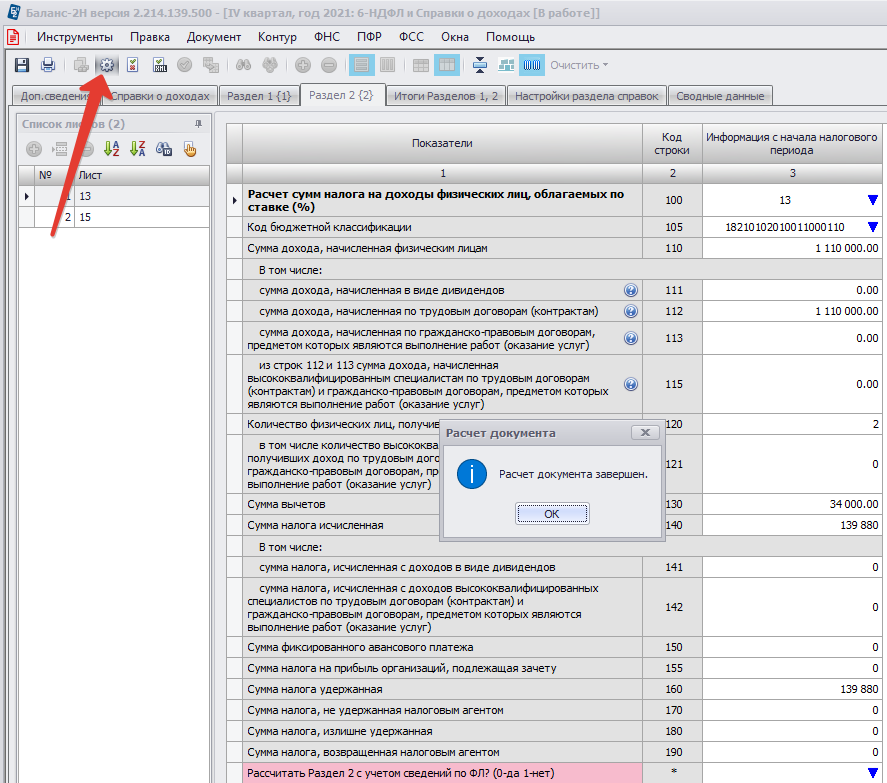 Баланс-2Н версия 2.214.139.500 - [IV квартал, год 2021: 6-НДФЛ и Справки о доходах [В работе]]
Инструменты Правка Документ Контур ФНС ПФР ФСС Окна Помощь
Очистить
Доп.сведения Справки о доходах Раздел 1 {1} Раздел 2 {2} Итоги Разделов 1, 2 Настройки раздела справок Сводные данные
Список листов (2)
№ Лист
1 13
2 15
Показатели Код строки Информация с начала налогового периода
1 2 3
Расчет сумм налога на доходы физических лиц, облагаемых по
ставке (%) 100 13
Код бюджетной классификации 105 18210102010011000110
Сумма дохода, начисленная физическим лицам 110 1 110 000.00
В том числе:
сумма дохода, начисленная в виде дивидендов 111 0.00
сумма дохода, начисленная по трудовым договорам (контрактам) 112 1 110 000.00
сумма дохода, начисленная по гражданско-правовым договорам,
предметом которых являются выполнение работ (оказание услуг) 113 0.00
из строк 112 и 113 сумма дохода, начисленная
высококвалифицированным специалистам по трудовым договорам
(контрактам) и гражданско-правовым договорам, предметом которых
являются выполнение работ (оказание услуг) 115 0.00
Количество физических лиц, 120 2
в том числе количество
получивших доход по трудовым
гражданско-правовым договорам,
выполнение работ (оказание услуг) 121 0
Расчет документа
Расчет документа завершен.
ОК
Сумма вычетов 130 34 000.00
Сумма налога исчисленная 140 139 880
В том числе:
сумма налога, исчисленная с доходов в виде дивидендов 141 0
сумма налога, исчисленная с доходов высококвалифицированных
специалистов по трудовым договорам (контрактам) и
гражданско-правовым договорам, предметом которых являются
выполнение работ (оказание услуг) 142 0
Сумма фиксированного авансового платежа 150 0
Сумма налога на прибыль организаций, подлежащая зачету 155 0
Сумма налога удержанная 160 139 880
Сумма налога, не удержанная налоговым агентом 170 0
Сумма налога, излишне удержанная 180 0
Сумма налога, возвращенная налоговым агентом 190 0
Рассчитать Раздел 2 с учетом сведений по ФЛ? (0-да 1-нет) *